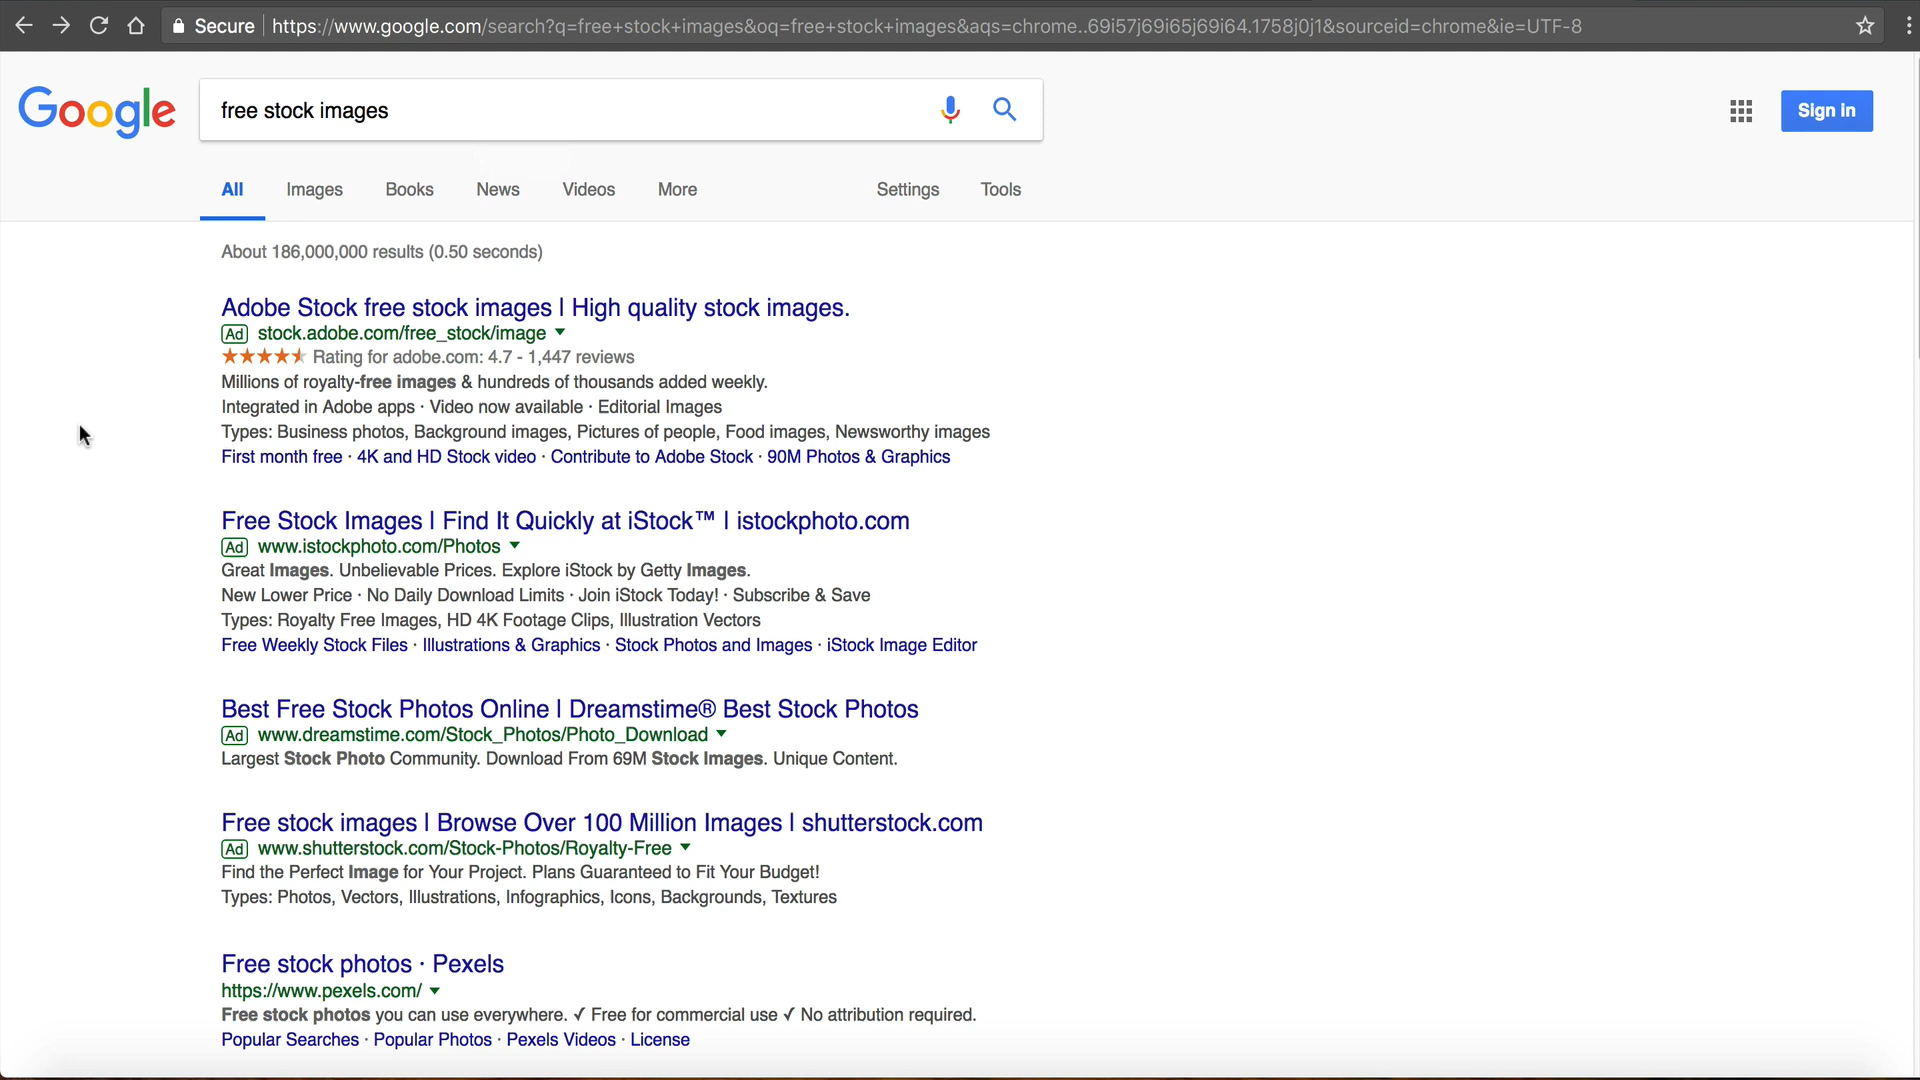 Secure https://www.google.com/search?q=free+stock+images&oq=free+stock+images&aqs=chrome..69i57j69i65j69i64.1758j0j1&sourceid=chrome&ie=UTF-8
Google free stock images Sign in
All Images Books News Videos More Settings Tools
About 186,000,000 results (0.50 seconds)
Adobe Stock free stock images | High quality stock images.
Ad stock.adobe.com/free_stock/image
Rating for adobe.com: 4.7 - 1,447 reviews
Millions of royalty-free images & hundreds of thousands added weekly.
Integrated in Adobe apps · Video now available · Editorial Images
Types: Business photos, Background images, Pictures of people, Food images, Newsworthy images
First month free · 4K and HD Stock video · Contribute to Adobe Stock · 90M Photos & Graphics
Free Stock Images | Find It Quickly at iStock™ | istockphoto.com
Ad www.istockphoto.com/Photos
Great Images. Unbelievable Prices. Explore iStock by Getty Images.
New Lower Price · No Daily Download Limits · Join iStock Today! · Subscribe & Save
Types: Royalty Free Images, HD 4K Footage Clips, Illustration Vectors
Free Weekly Stock Files · Illustrations & Graphics · Stock Photos and Images · iStock Image Editor
Best Free Stock Photos Online | Dreamstime® Best Stock Photos
Ad www.dreamstime.com/Stock_Photos/Photo_Download
Largest Stock Photo Community. Download From 69M Stock Images. Unique Content.
Free stock images | Browse Over 100 Million Images | shutterstock.com
Ad www.shutterstock.com/Stock-Photos/Royalty-Free
Find the Perfect Image for Your Project. Plans Guaranteed to Fit Your Budget!
Types: Photos, Vectors, Illustrations, Infographics, Icons, Backgrounds, Textures
Free stock photos · Pexels
https://www.pexels.com/
Free stock photos you can use everywhere. ✓ Free for commercial use ✓ No attribution required.
Popular Searches · Popular Photos · Pexels Videos · License